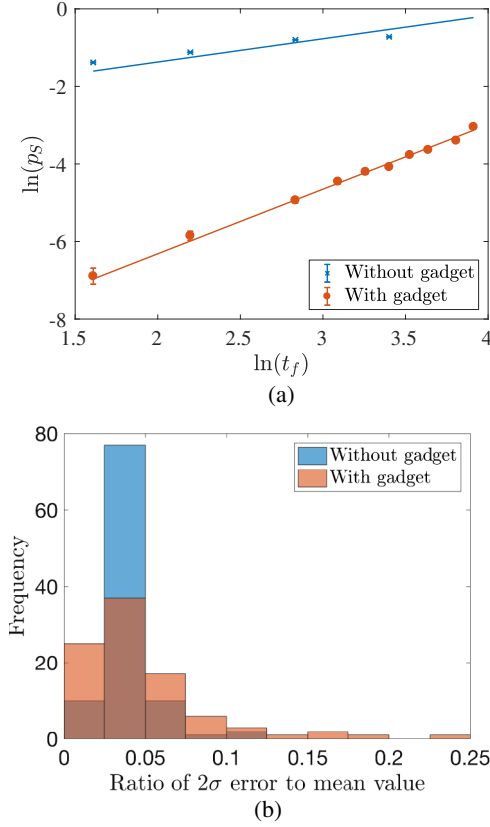 0
-2
-4
-6
-8
ln(p_S)
1.5 2 2.5 3 3.5 4
ln(t_f)
Without gadget
With gadget
(a)
80
60
40
20
0
Frequency
Without gadget
With gadget
0 0.05 0.1 0.15 0.2 0.25
Ratio of 2σ error to mean value
(b)